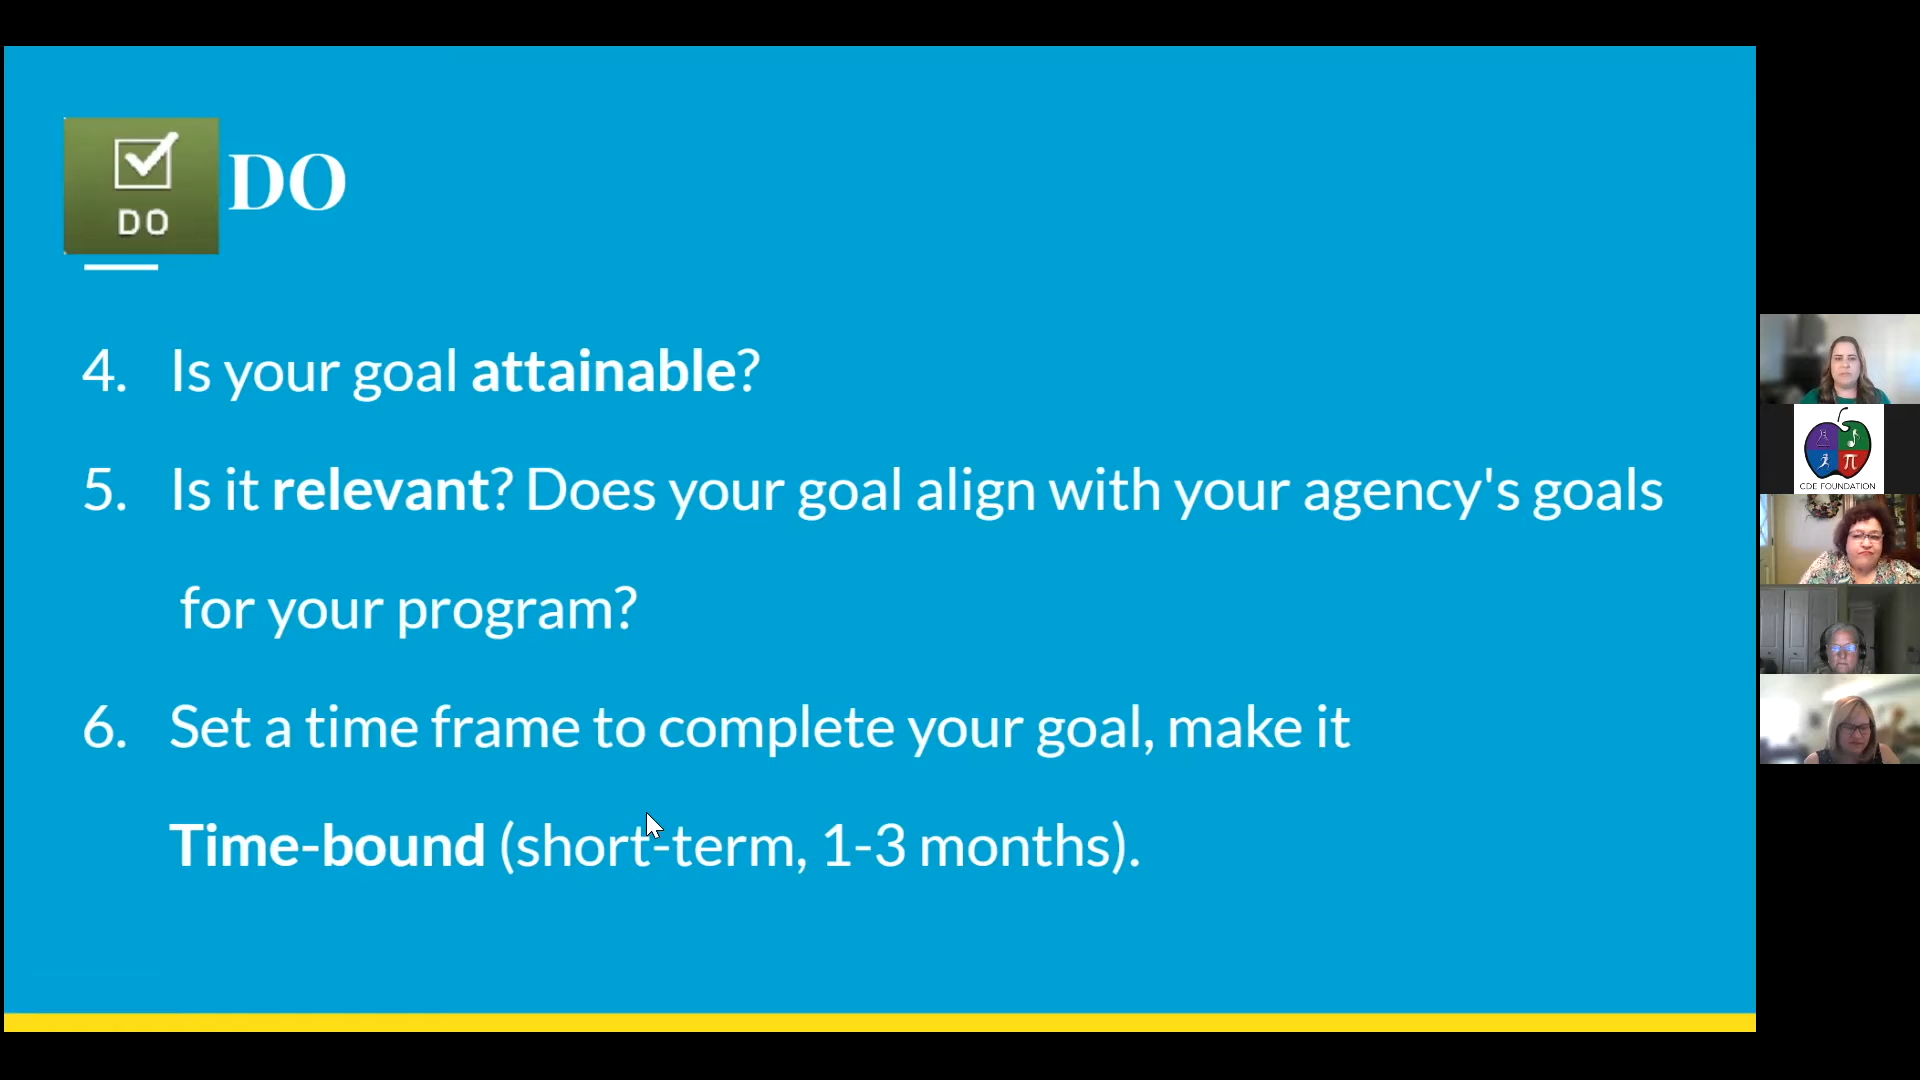 DO
DO
4. Is your goal attainable?
5. Is it relevant? Does your goal align with your agency's goals
for your program?
6. Set a time frame to complete your goal, make it
Time-bound (short-term, 1-3 months).
π
CDE FOUNDATION